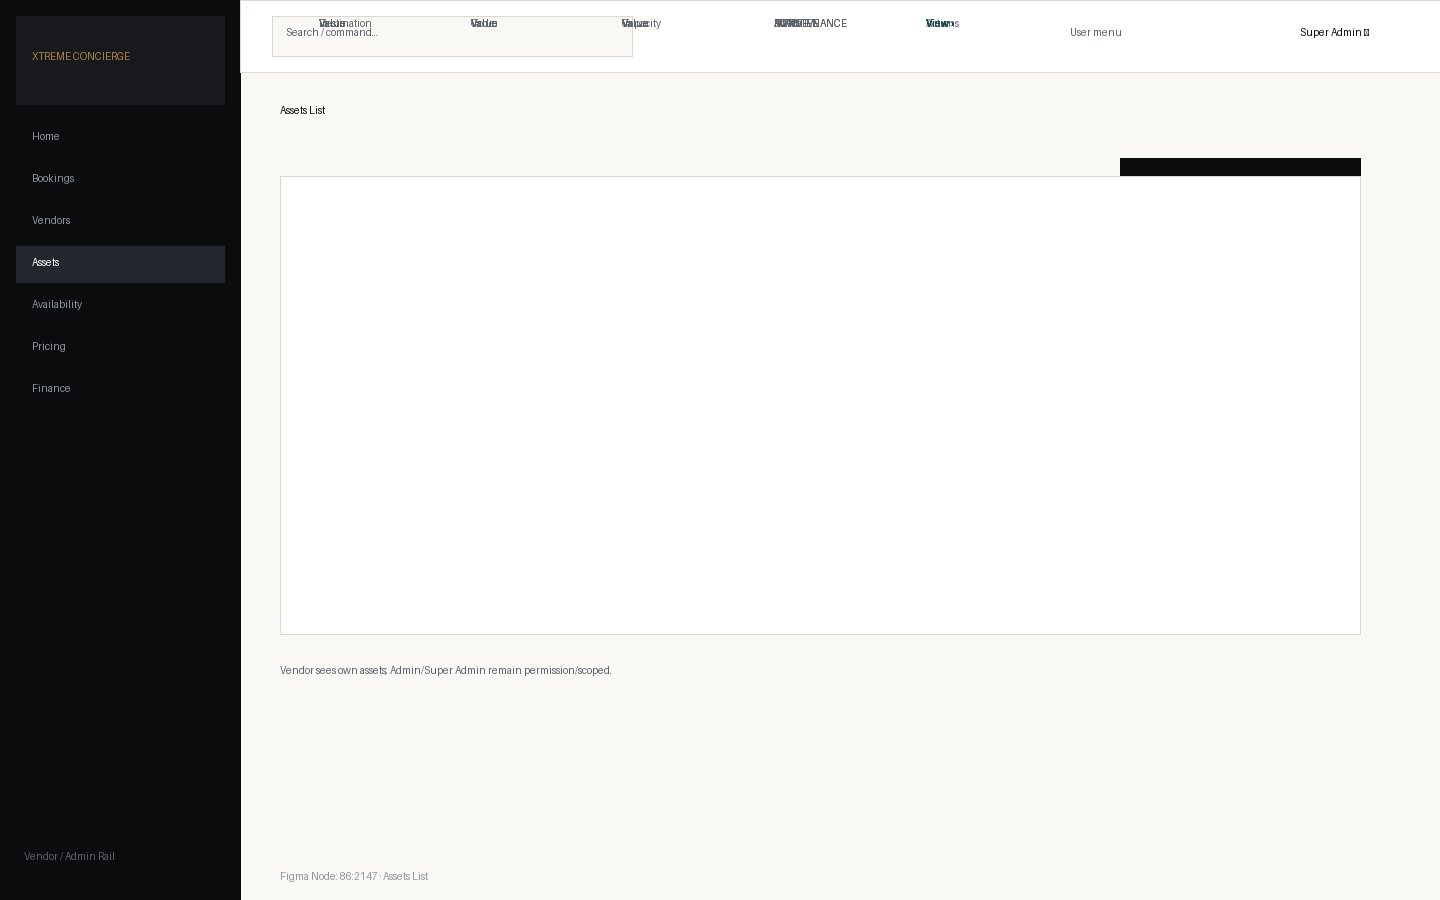 XTREME CONCIERGE
Home
Bookings
Vendors
Assets
Availability
Pricing
Finance
Vendor / Admin Rail
Search / command...
User menu
Super Admin
Assets List
Vendor sees own assets; Admin/Super Admin remain permission/scoped.
Figma Node: 86:2147 · Assets List